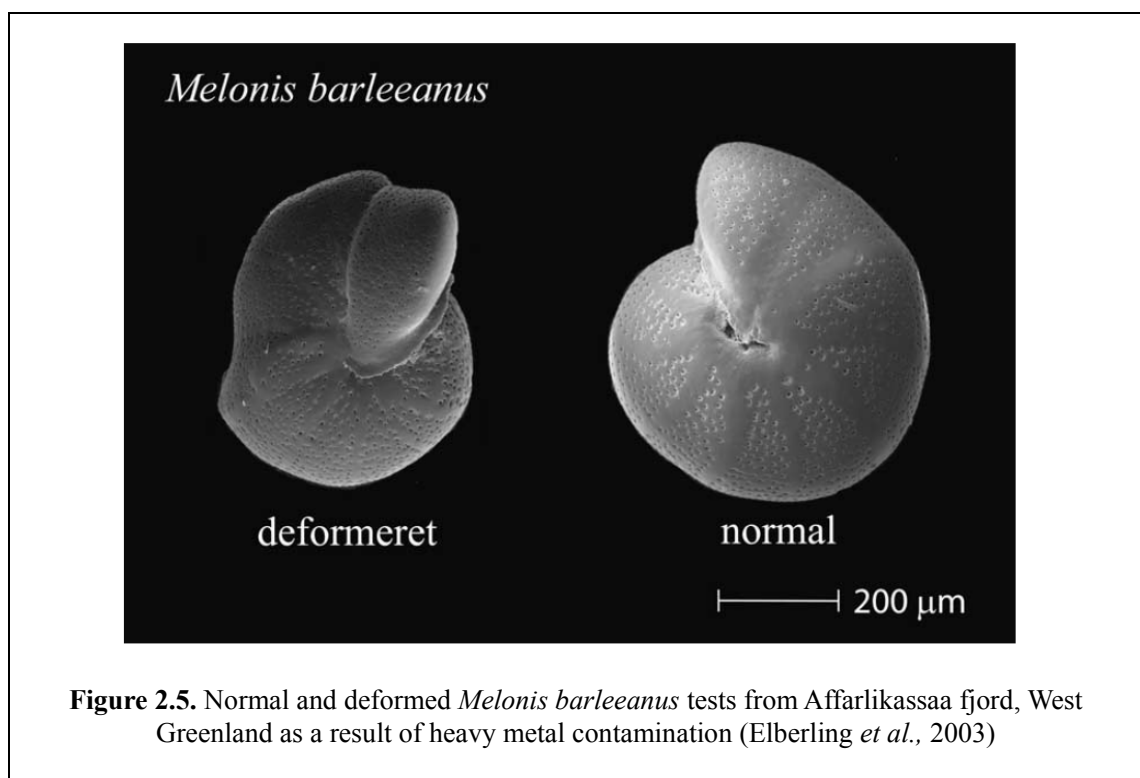 Melonis barleeanus
deformeret
normal
200 μm
Figure 2.5. Normal and deformed Melonis barleeanus tests from Affarlikassaa fjord, West
Greenland as a result of heavy metal contamination (Elberling et al., 2003)